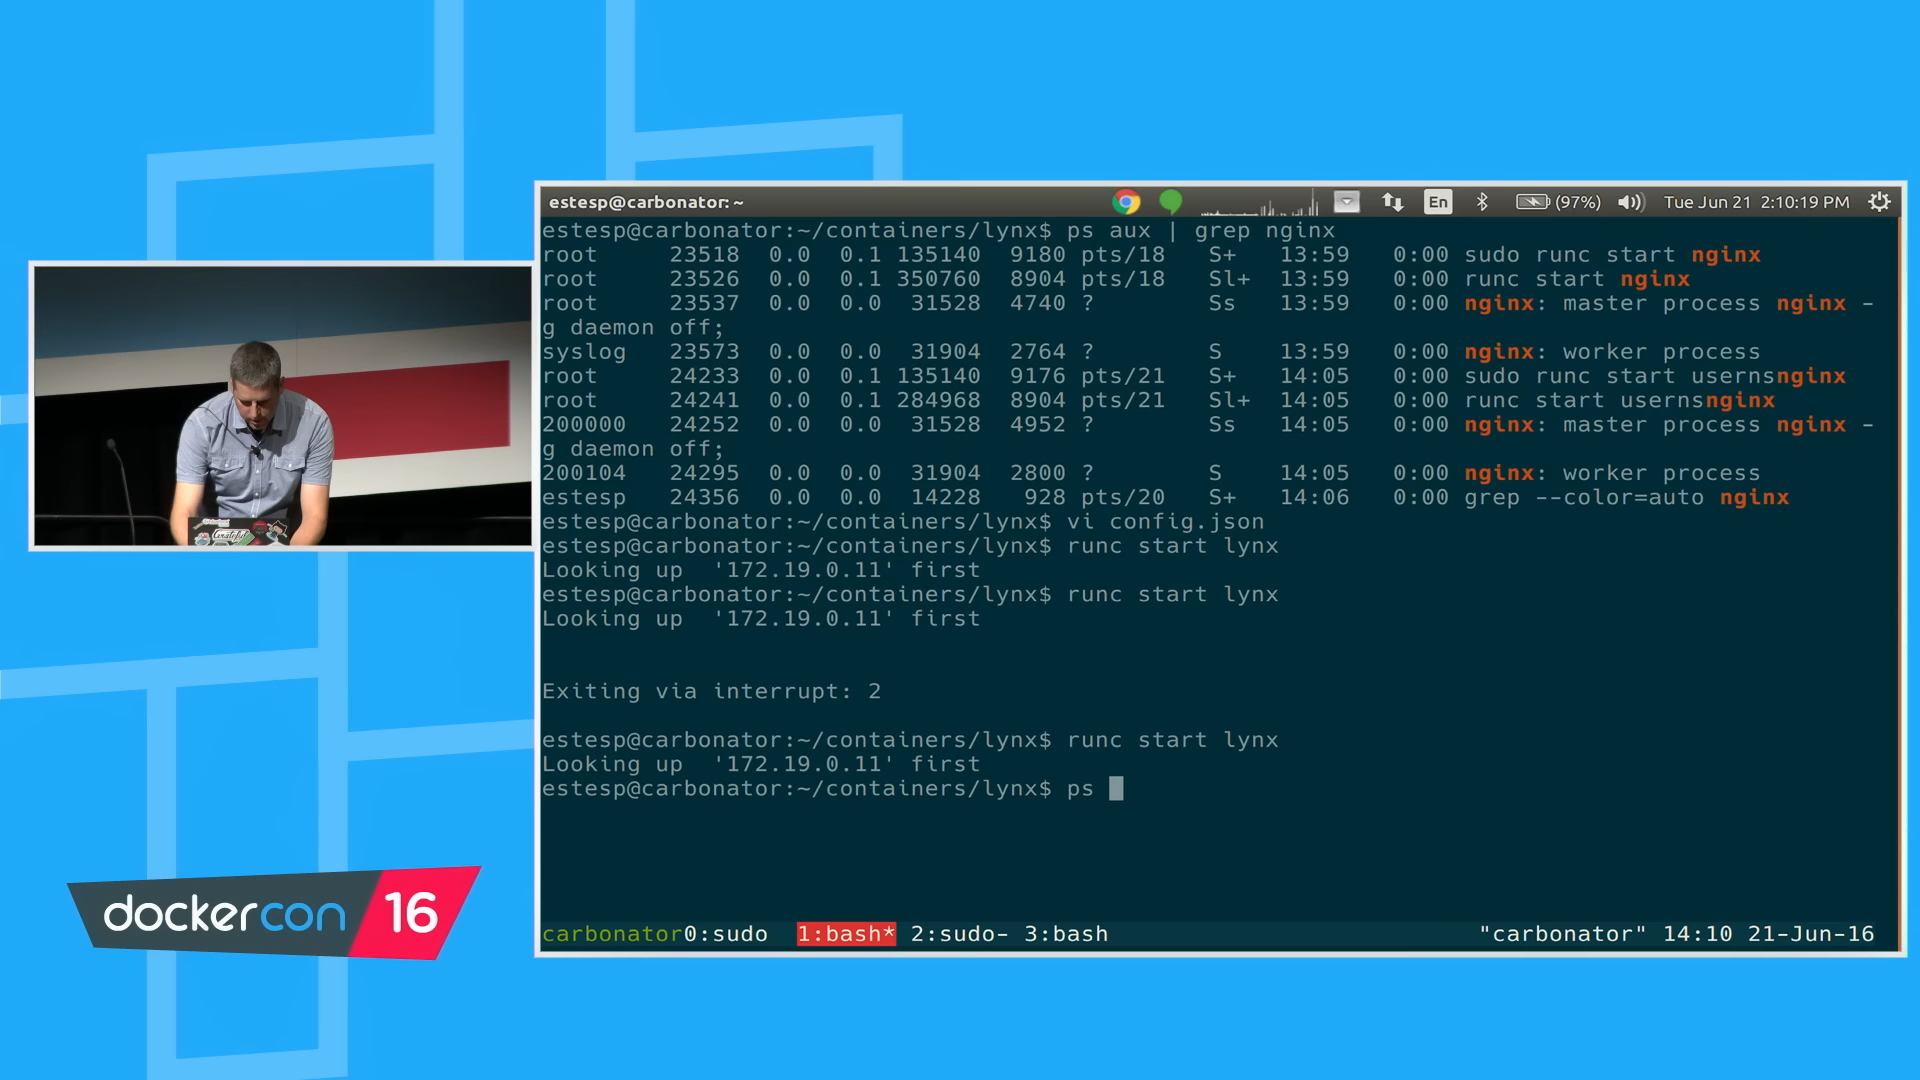 estesp@carbonator: ~
En
(97%)
Tue Jun 21 2:10:19 PM
estesp@carbonator:~/containers/lynx$ ps aux | grep nginx
root 23518 0.0 0.1 135140 9180 pts/18 S+ 13:59 0:00 sudo runc start nginx
root 23526 0.0 0.1 350760 8904 pts/18 Sl+ 13:59 0:00 runc start nginx
root 23537 0.0 0.0 31528 4740 ? Ss 13:59 0:00 nginx: master process nginx -
g daemon off;
syslog 23573 0.0 0.0 31904 2764 ? S 13:59 0:00 nginx: worker process
root 24233 0.0 0.1 135140 9176 pts/21 S+ 14:05 0:00 sudo runc start usernsnginx
root 24241 0.0 0.1 284968 8904 pts/21 Sl+ 14:05 0:00 runc start usernsnginx
200000 24252 0.0 0.0 31528 4952 ? Ss 14:05 0:00 nginx: master process nginx -
g daemon off;
200104 24295 0.0 0.0 31904 2800 ? S 14:05 0:00 nginx: worker process
estesp 24356 0.0 0.0 14228 928 pts/20 S+ 14:06 0:00 grep --color=auto nginx
estesp@carbonator:~/containers/lynx$ vi config.json
estesp@carbonator:~/containers/lynx$ runc start lynx
Looking up '172.19.0.11' first
estesp@carbonator:~/containers/lynx$ runc start lynx
Looking up '172.19.0.11' first
Exiting via interrupt: 2
estesp@carbonator:~/containers/lynx$ runc start lynx
Looking up '172.19.0.11' first
estesp@carbonator:~/containers/lynx$ ps
carbonator0:sudo 1:bash* 2:sudo- 3:bash "carbonator" 14:10 21-Jun-16
dockercon 16